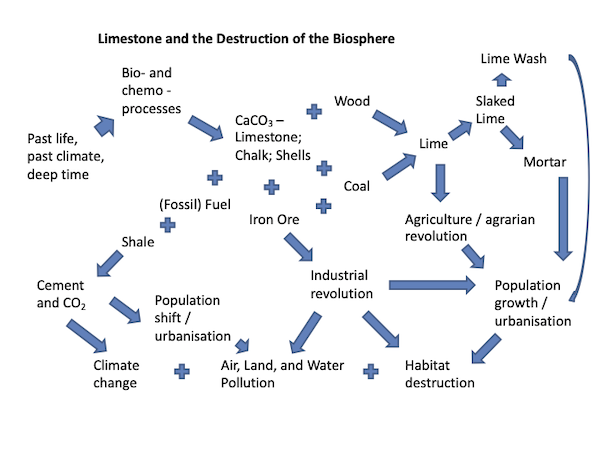 Limestone and the Destruction of the Biosphere
Lime Wash
Bio- and
chemo -
processes
Wood
Slaked
Lime
CaCO₃ –
Limestone;
Chalk; Shells
Past life,
past climate,
deep time
Lime
Mortar
Coal
(Fossil) Fuel
Iron Ore
Agriculture / agrarian
revolution
Shale
Industrial
revolution
Cement
and CO₂
Population
shift /
urbanisation
Population
growth /
urbanisation
Climate
change
Air, Land, and Water
Pollution
Habitat
destruction